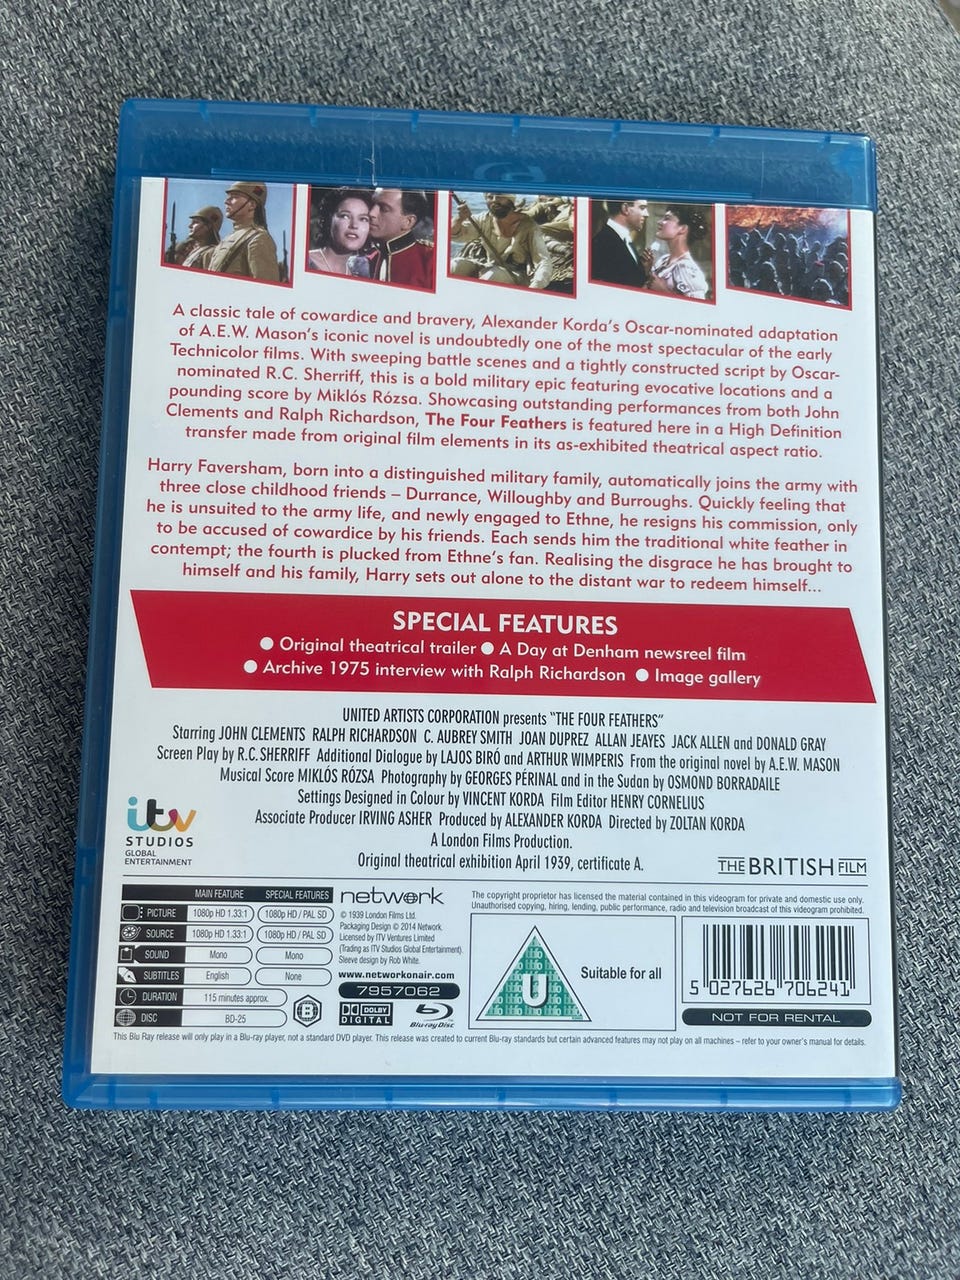 A classic tale of cowardice and bravery, Alexander Korda's Oscar-nominated adaptation
of A.E.W. Mason's iconic novel is undoubtedly one of the most spectacular of the early
Technicolor films. With sweeping battle scenes and a tightly constructed script by Oscar-
nominated R.C. Sherriff, this is a bold military epic featuring evocative locations and a
pounding score by Miklós Rózsa. Showcasing outstanding performances from both John
Clements and Ralph Richardson, The Four Feathers is featured here in a High Definition
transfer made from original film elements in its as-exhibited theatrical aspect ratio.
Harry Faversham, born into a distinguished military family, automatically joins the army with
three close childhood friends – Durrance, Willoughby and Burroughs. Quickly feeling that
he is unsuited to the army life, and newly engaged to Ethne, he resigns his commission, only
to be accused of cowardice by his friends. Each sends him the traditional white feather in
contempt; the fourth is plucked from Ethne's fan. Realising the disgrace he has brought to
himself and his family, Harry sets out alone to the distant war to redeem himself...
SPECIAL FEATURES
● Original theatrical trailer ● A Day at Denham newsreel film
● Archive 1975 interview with Ralph Richardson ● Image gallery
UNITED ARTISTS CORPORATION presents "THE FOUR FEATHERS"
Starring JOHN CLEMENTS RALPH RICHARDSON C. AUBREY SMITH JOAN DUPREZ ALLAN JEAYES JACK ALLEN and DONALD GRAY
Screen Play by R.C. SHERRIFF Additional Dialogue by LAJOS BIRÓ and ARTHUR WIMPERIS From the original novel by A.E.W. MASON
Musical Score MIKLÓS RÓZSA Photography by GEORGES PÉRINAL and in the Sudan by OSMOND BORRADAILE
Settings Designed in Colour by VINCENT KORDA Film Editor HENRY CORNELIUS
Associate Producer IRVING ASHER Produced by ALEXANDER KORDA Directed by ZOLTAN KORDA
A London Films Production.
Original theatrical exhibition April 1939, certificate A.
itv
STUDIOS
GLOBAL
ENTERTAINMENT
THE BRITISH FILM
MAIN FEATURE SPECIAL FEATURES
PICTURE 1080p HD 1.33:1 1080p HD / PAL SD
SOURCE 1080p HD 1.33:1 1080p HD / PAL SD
SOUND Mono Mono
SUBTITLES English None
DURATION 115 minutes approx.
DISC BD-25
B
network
© 1939 London Films Ltd.
Packaging Design © 2014 Network.
Licensed by ITV Ventures Limited
(Trading as ITV Studios Global Entertainment).
Sleeve design by Rob White.
www.networkonair.com
7957062
DOLBY
DIGITAL
Blu-ray Disc
The copyright proprietor has licensed the material contained in this videogram for private and domestic use only.
Unauthorised copying, hiring, lending, public performance, radio and television broadcast of this videogram prohibited.
U
Suitable for all
5 027626 706241
NOT FOR RENTAL
This Blu Ray release will only play in a Blu-ray player, not a standard DVD player. This release was created to current Blu-ray standards but certain advanced features may not play on all machines – refer to your owner's manual for details.